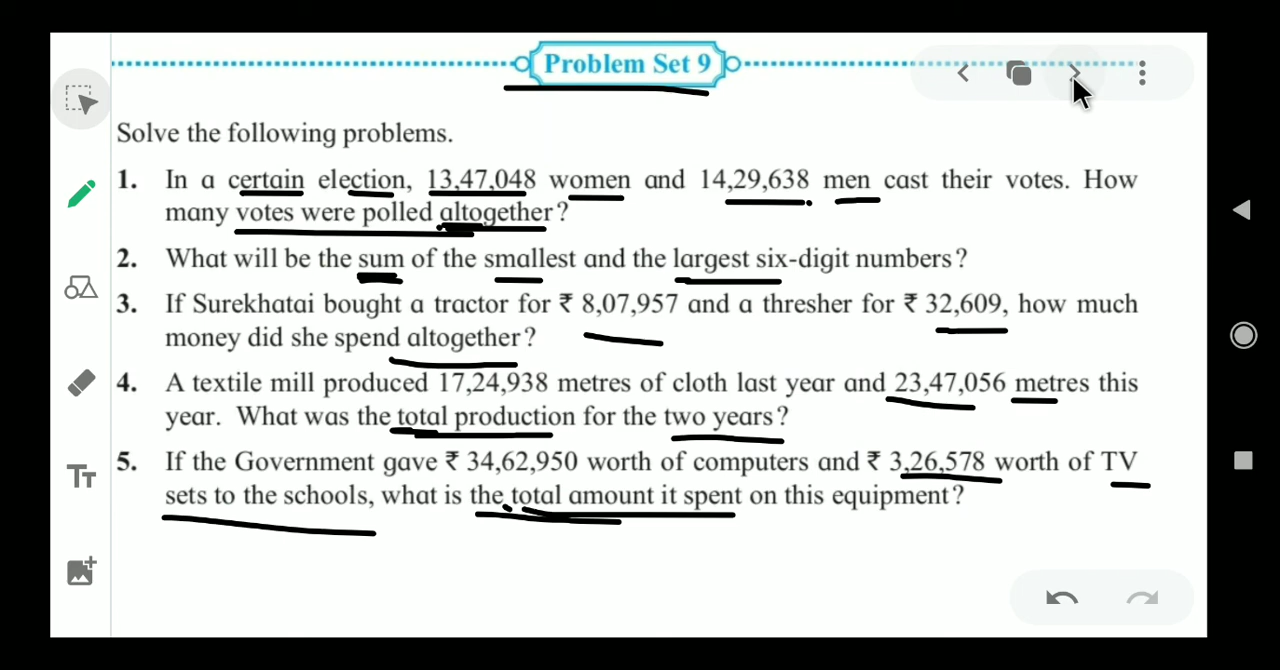 Problem Set 9
Solve the following problems.
1. In a certain election, 13,47,048 women and 14,29,638 men cast their votes. How
many votes were polled altogether?
2. What will be the sum of the smallest and the largest six-digit numbers?
3. If Surekhatai bought a tractor for ₹ 8,07,957 and a thresher for ₹ 32,609, how much
money did she spend altogether?
4. A textile mill produced 17,24,938 metres of cloth last year and 23,47,056 metres this
year. What was the total production for the two years?
5. If the Government gave ₹ 34,62,950 worth of computers and ₹ 3,26,578 worth of TV
sets to the schools, what is the total amount it spent on this equipment?
TT